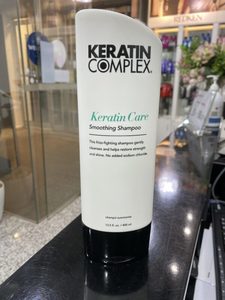 REDKEN
KERATIN
COMPLEX
Keratin Care
Smoothing Shampoo
This frizz-fighting shampoo gently
cleanses and helps restore strength
and shine. No added sodium chloride.